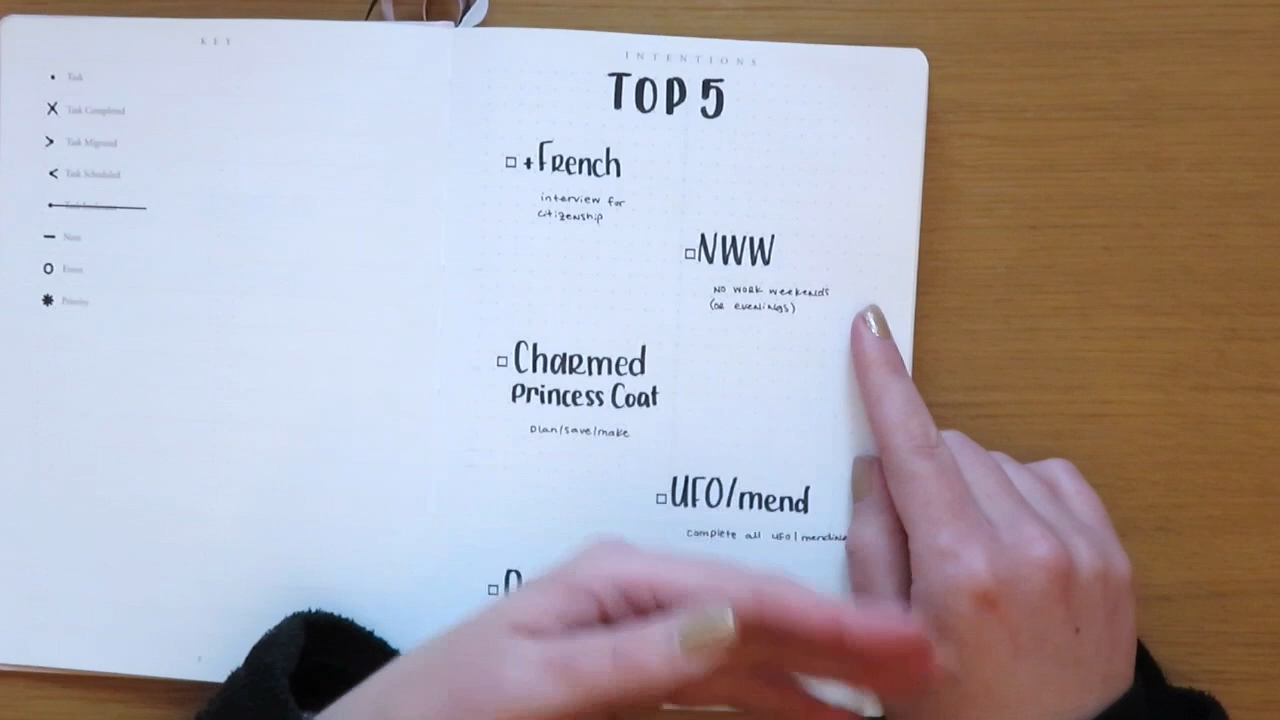 KEY
Task
Task Completed
Task Migrated
Task Scheduled
Note
Event
Priority
INTENTIONS
TOP 5
+French
interview for
citizenship
NWW
NO WORK weekends
(OR evenings)
Charmed
Princess Coat
plan/save/make
UFO/mend
complete all UFO/mending